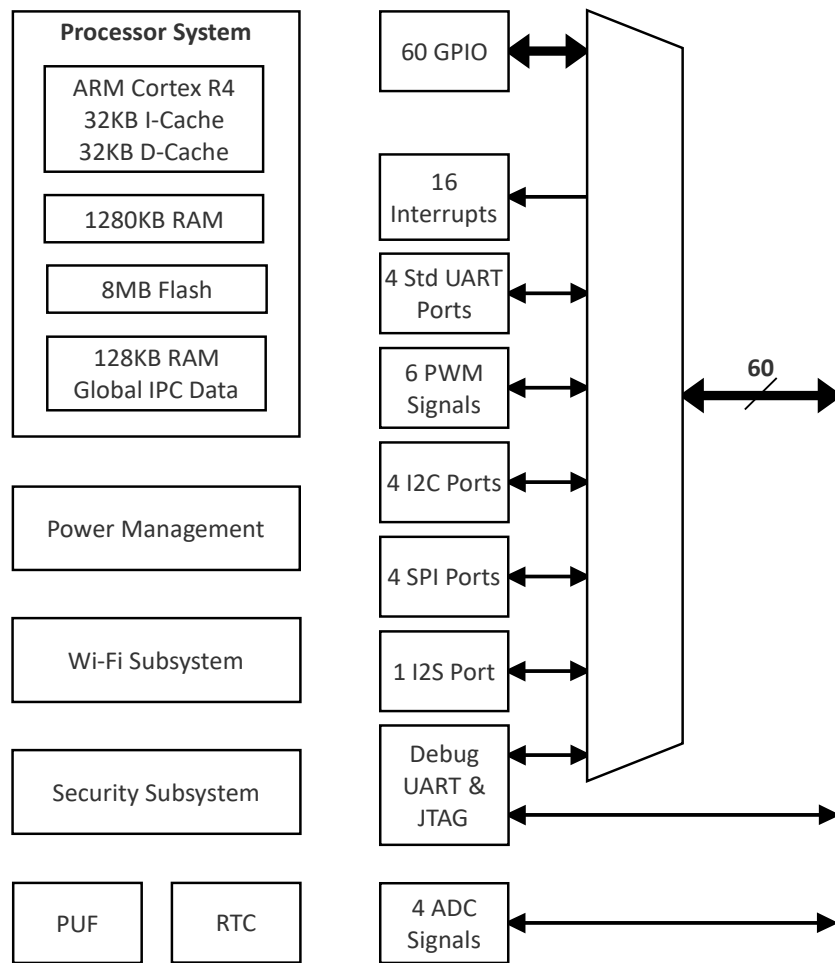 Processor System
ARM Cortex R4
32KB I-Cache
32KB D-Cache
1280KB RAM
8MB Flash
128KB RAM
Global IPC Data
Power Management
Wi-Fi Subsystem
Security Subsystem
PUF
RTC
60 GPIO
16
Interrupts
4 Std UART
Ports
6 PWM
Signals
4 I2C Ports
4 SPI Ports
1 I2S Port
Debug
UART &
JTAG
4 ADC
Signals
60